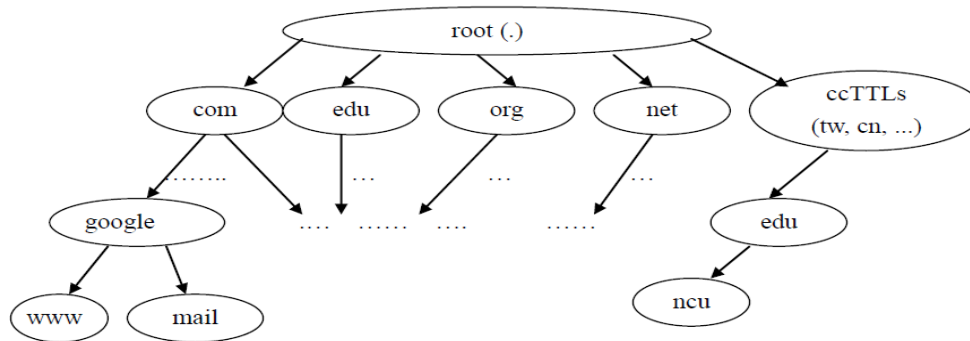 root (.)
com
edu
org
net
ccTTLs
(tw, cn, ...)
........
...
...
...
google
....
......
....
......
edu
www
mail
ncu